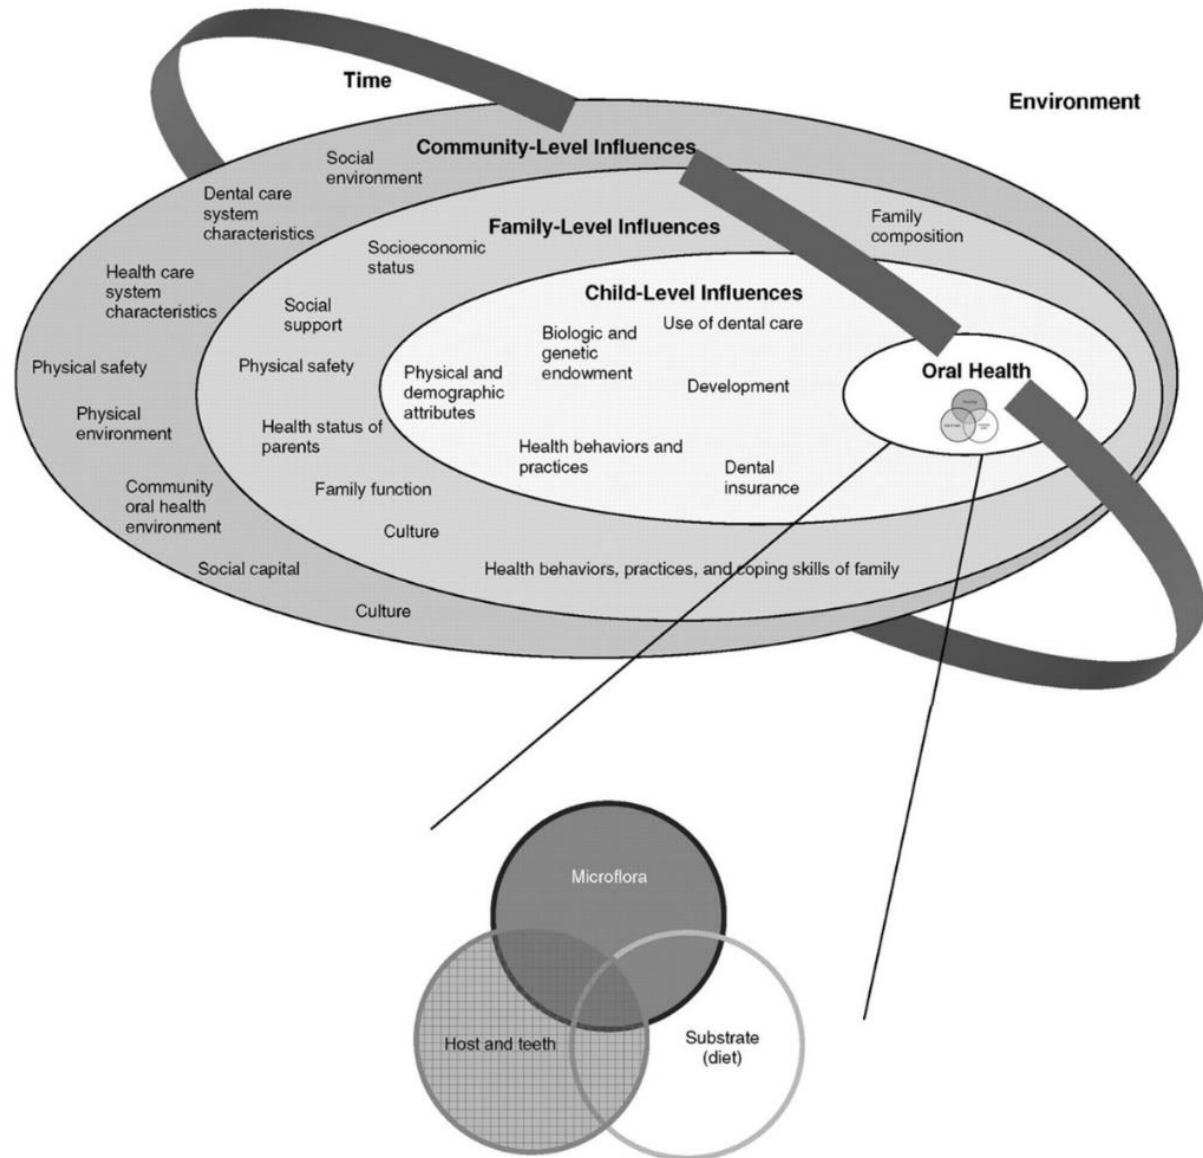 Time
Environment
Community-Level Influences
Social
environment
Dental care
system
characteristics
Health care
system
characteristics
Physical safety
Physical
environment
Community
oral health
environment
Social capital
Culture
Family-Level Influences
Family
composition
Socioeconomic
status
Social
support
Physical safety
Health status of
parents
Family function
Culture
Health behaviors, practices, and coping skills of family
Child-Level Influences
Use of dental care
Biologic and
genetic
endowment
Physical and
demographic
attributes
Development
Health behaviors and
practices
Dental
insurance
Oral Health
Microflora
Host and teeth
Substrate
(diet)